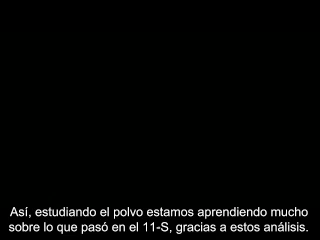 Así, estudiando el polvo estamos aprendiendo mucho
sobre lo que pasó en el 11-S, gracias a estos análisis.